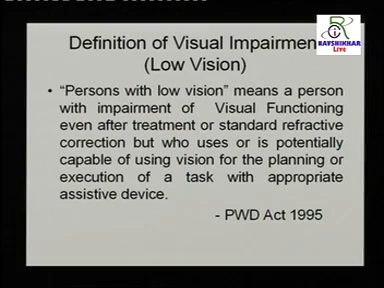 Definition of Visual Impairmen
(Low Vision)
• “Persons with low vision” means a person
with impairment of Visual Functioning
even after treatment or standard refractive
correction but who uses or is potentially
capable of using vision for the planning or
execution of a task with appropriate
assistive device.
- PWD Act 1995
R
i
RAVSHIKHAR
Live